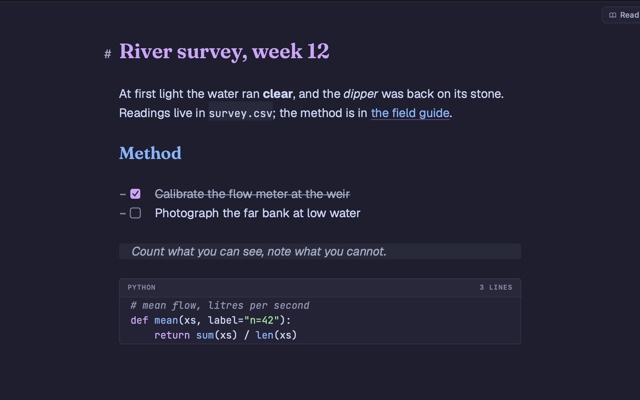 Read
# River survey, week 12
At first light the water ran clear, and the dipper was back on its stone.
Readings live in survey.csv; the method is in the field guide.
Method
– Calibrate the flow meter at the weir
– Photograph the far bank at low water
Count what you can see, note what you cannot.
PYTHON 3 LINES
# mean flow, litres per second
def mean(xs, label="n=42"):
    return sum(xs) / len(xs)